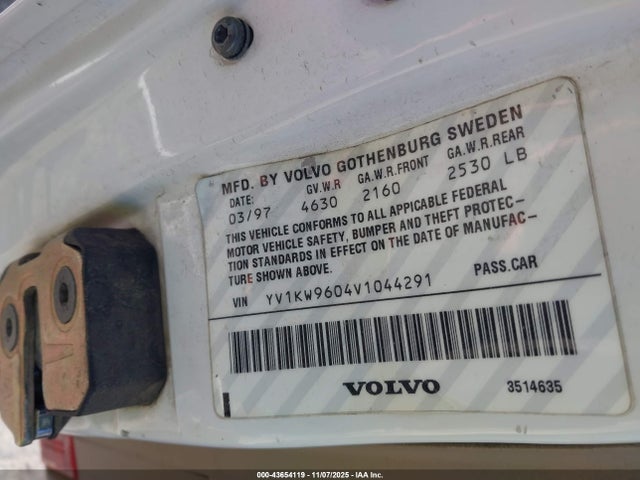 MFD. BY VOLVO GOTHENBURG SWEDEN
DATE: GV.W.R GA.W.R.FRONT GA.W.R.REAR
03/97 4630 2160 2530 LB
THIS VEHICLE CONFORMS TO ALL APPLICABLE FEDERAL
MOTOR VEHICLE SAFETY, BUMPER AND THEFT PROTEC–
TION STANDARDS IN EFFECT ON THE DATE OF MANUFAC–
TURE SHOWN ABOVE.
PASS.CAR
VIN YV1KW9604V1044291
VOLVO 3514635
000-43654119 - 11/07/2025 - IAA Inc.